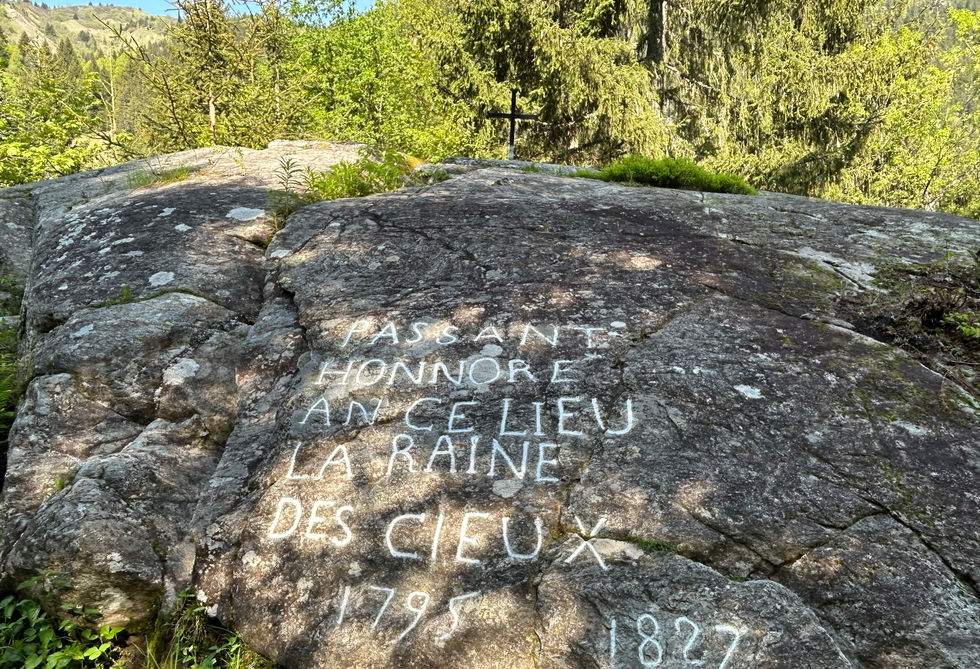 PASSANT
HONNORE
AN CE LIEU
LA RAINE
DES CIEUX
1795
1827